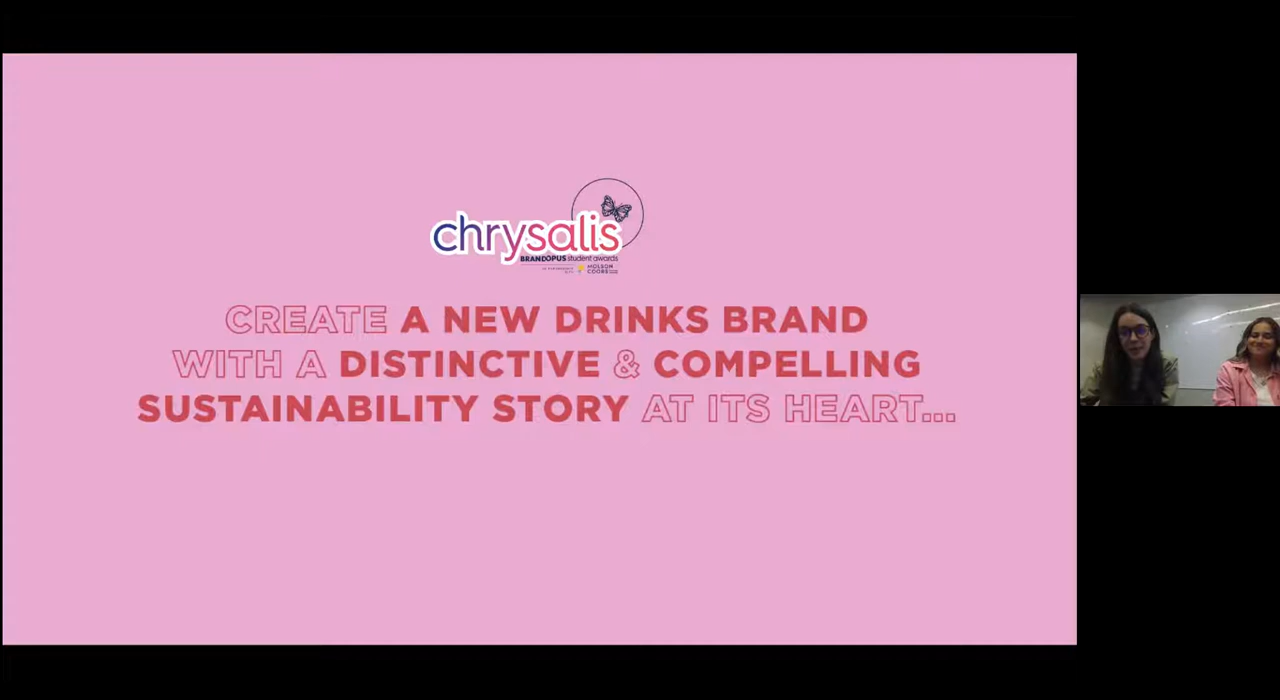 chrysalis
BRANDOPUS student awards
MOLSON
COORS
CREATE A NEW DRINKS BRAND
WITH A DISTINCTIVE & COMPELLING
SUSTAINABILITY STORY AT ITS HEART...